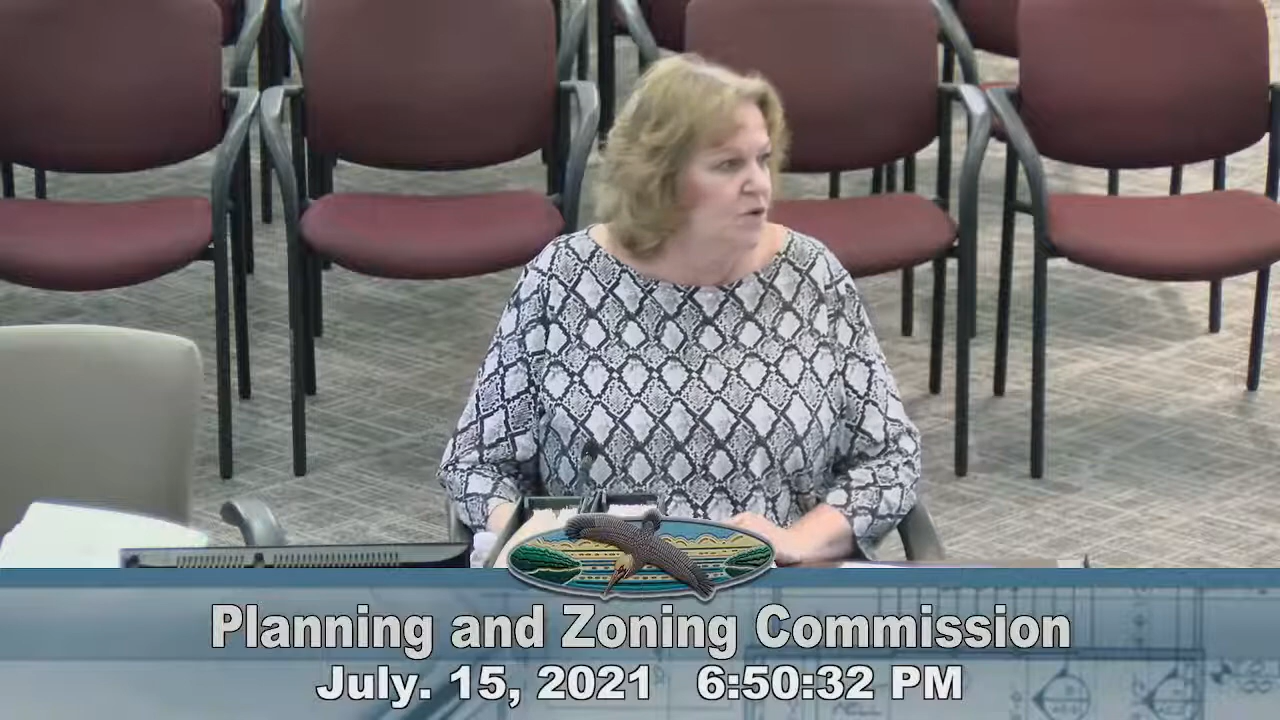 Planning and Zoning Commission
July. 15, 2021 6:50:32 PM